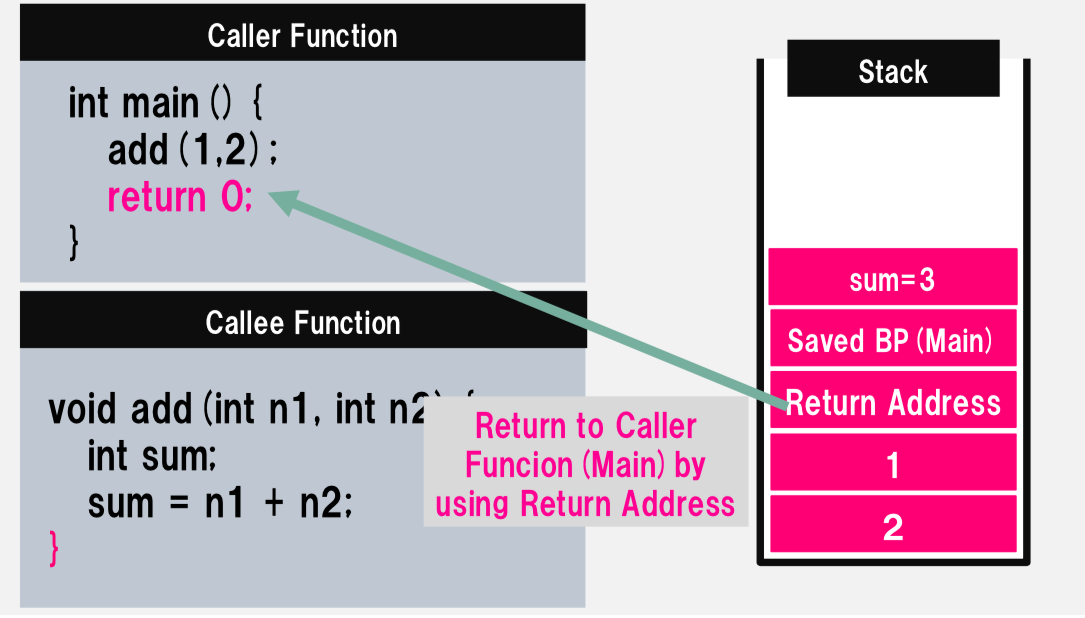 Caller Function
int main () {
add (1,2) ;
return 0;
}
Callee Function
void add (int n1, int n2) {
int sum;
sum = n1 + n2;
}
Return to Caller
Funcion (Main) by
using Return Address
Stack
sum=3
Saved BP (Main)
Return Address
1
2